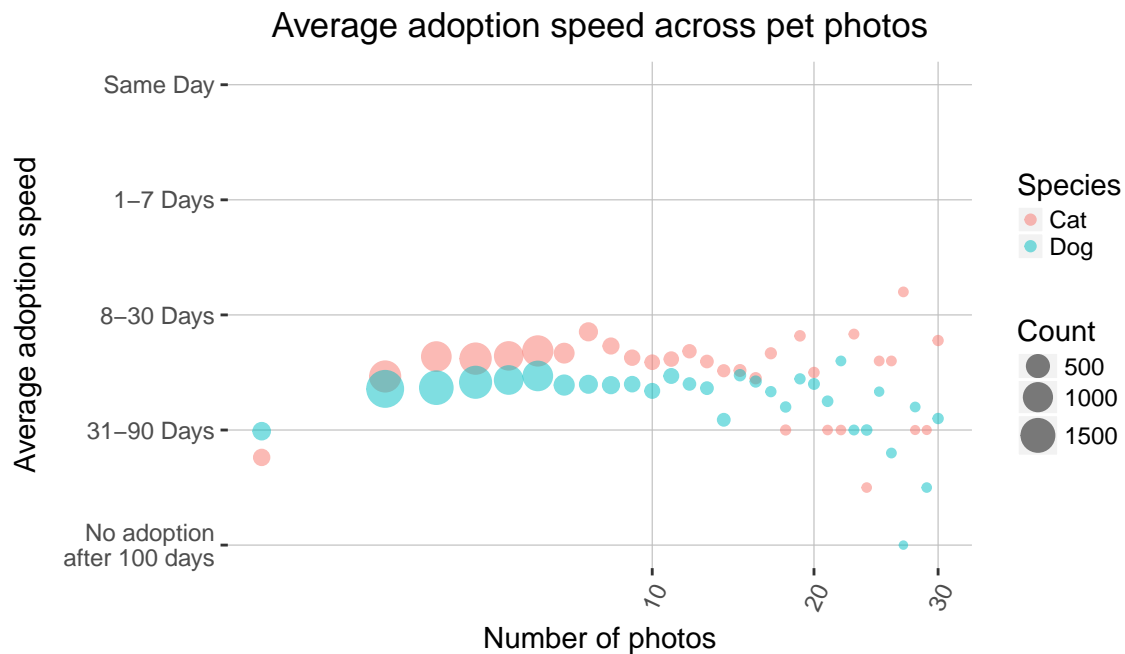 Average adoption speed across pet photos
Average adoption speed
Same Day
1–7 Days
8–30 Days
31–90 Days
No adoption
after 100 days
10
20
30
Number of photos
Species
Cat
Dog
Count
500
1000
1500